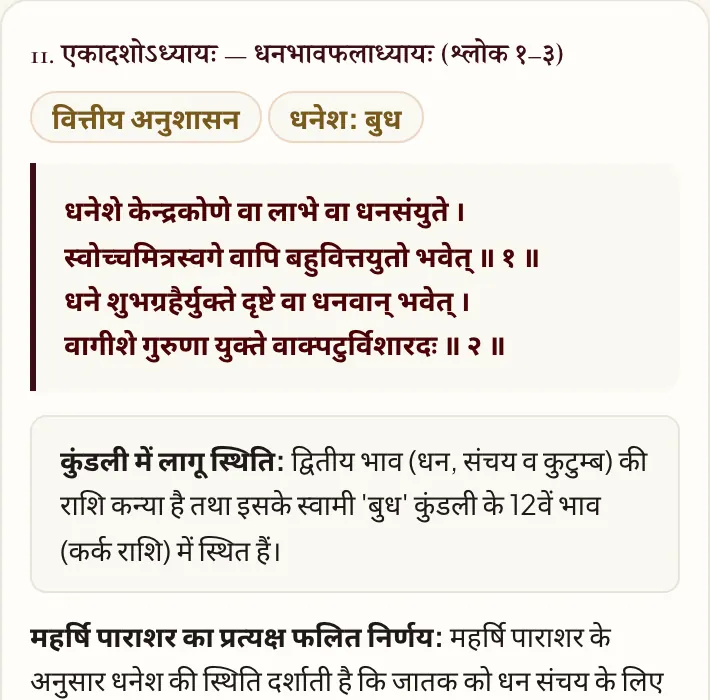 ११. एकादशोऽध्यायः — धनभावफलाध्यायः (श्लोक १–३)
वित्तीय अनुशासन
धनेश: बुध
धनेशे केन्द्रकोणे वा लाभे वा धनसंयुते ।
स्वोच्चमित्रस्वगे वापि बहुवित्तयुतो भवेत् ॥ १ ॥
धने शुभग्रहैर्युक्ते दृष्टे वा धनवान् भवेत् ।
वागीशे गुरुणा युक्ते वाक्पटुर्विशारदः ॥ २ ॥
कुंडली में लागू स्थिति: द्वितीय भाव (धन, संचय व कुटुम्ब) की
राशि कन्या है तथा इसके स्वामी 'बुध' कुंडली के 12वें भाव
(कर्क राशि) में स्थित हैं।
महर्षि पाराशर का प्रत्यक्ष फलित निर्णय: महर्षि पाराशर के
अनुसार धनेश की स्थिति दर्शाती है कि जातक को धन संचय के लिए